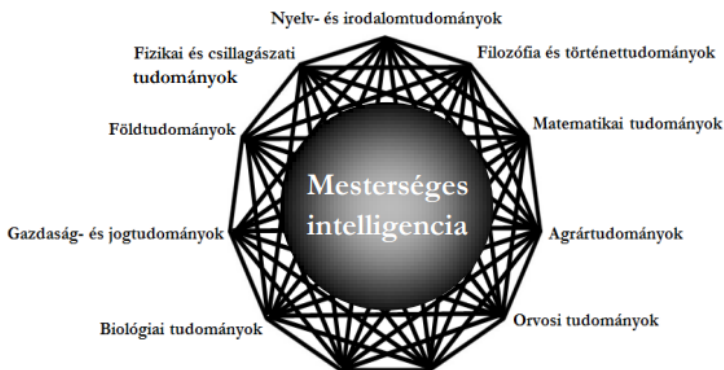 Nyelv- és irodalomtudományok
Fizikai és csillagászati
tudományok
Filozófia és történettudományok
Földtudományok
Matematikai tudományok
Mesterséges
intelligencia
Gazdaság- és jogtudományok
Agrártudományok
Biológiai tudományok
Orvosi tudományok